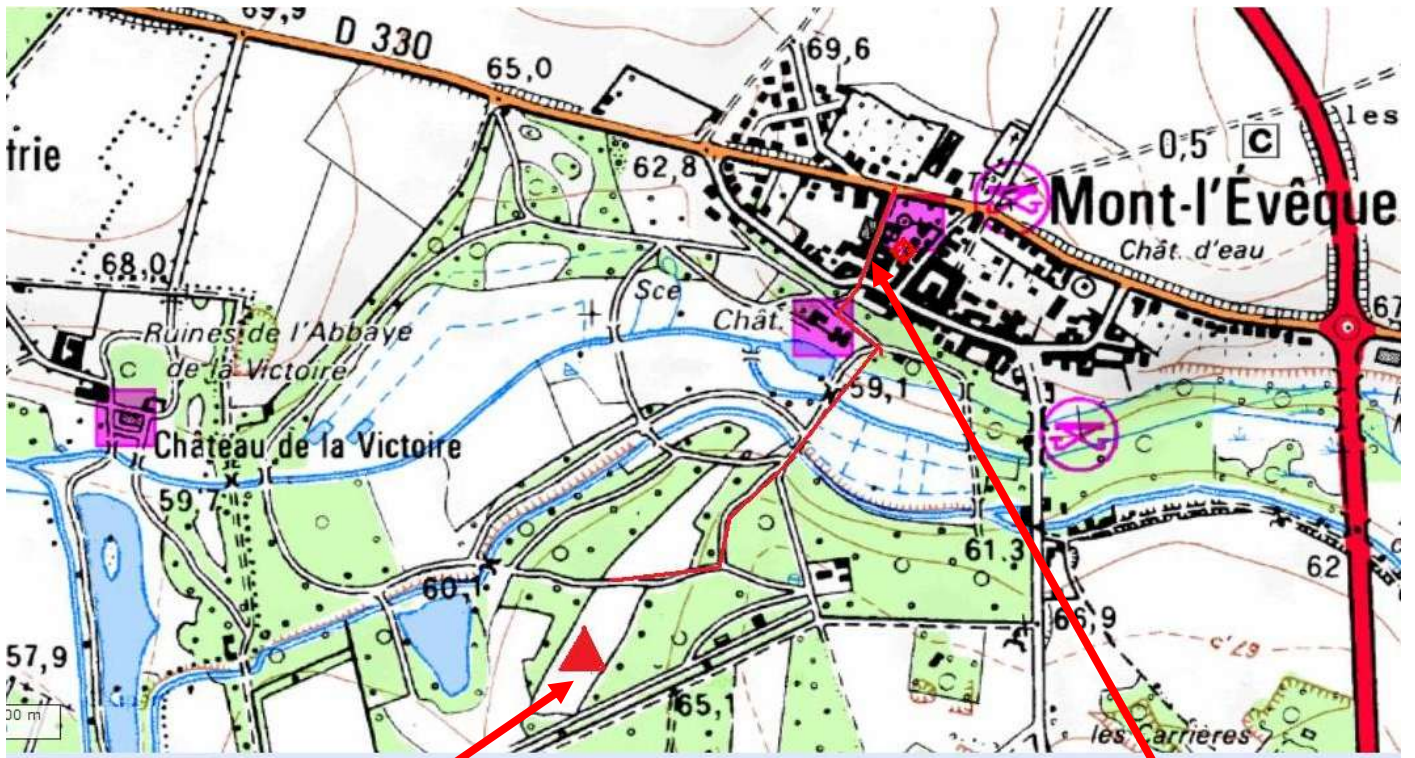 69,9
D 330
65,0
69,6
les
0,5 C
trie
62,8
Mont-l'Évêque
Chât. d'eau
68,0
Sce
Chât.
67
Ruines de l'Abbaye
de la Victoire
59,1
Château de la Victoire
59,7
61.3
62
60,1
66,9
57,9
65,1
00 m
les Carrières